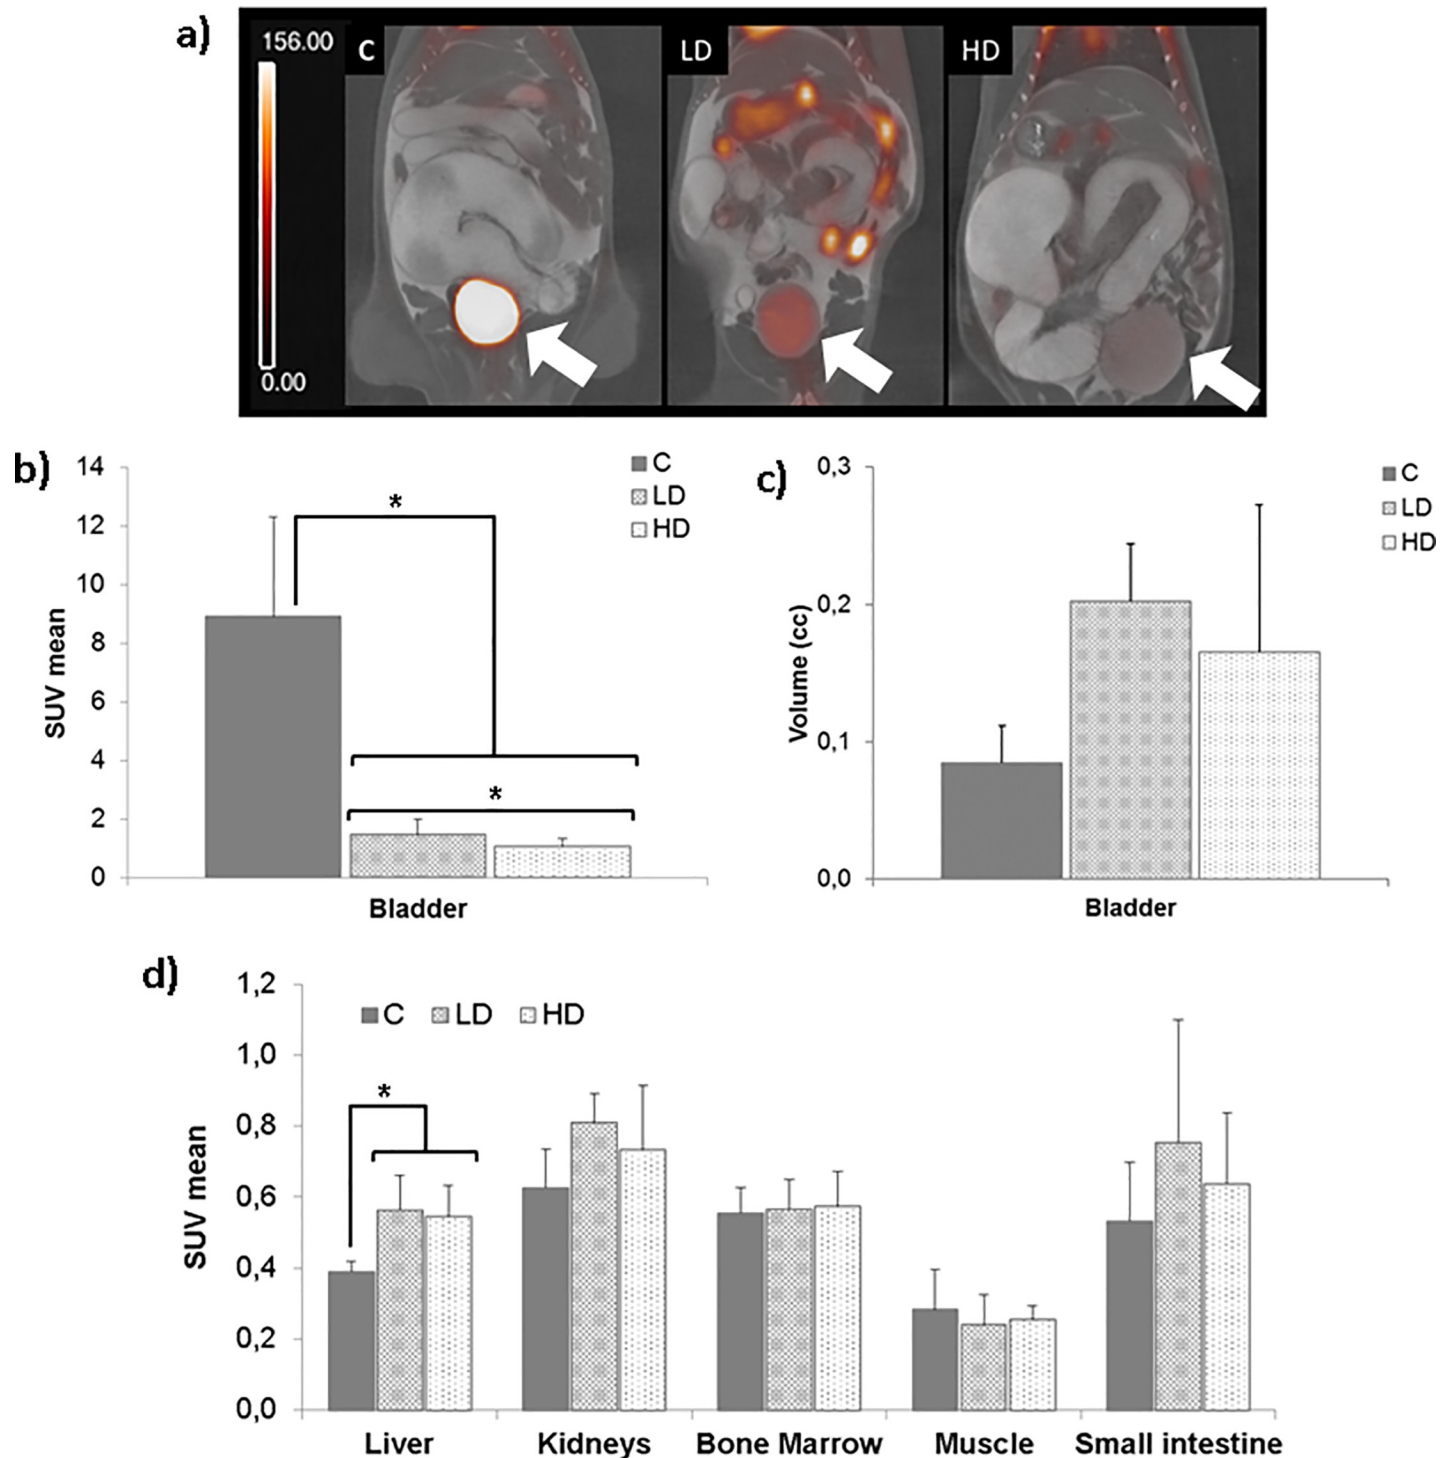 a)
156.00
C
LD
HD
0.00
b)
14
12
10
8
6
4
2
0
SUV mean
*
*
C
LD
HD
Bladder
c)
0,3
0,2
0,1
0,0
Volume (cc)
C
LD
HD
Bladder
d)
1,2
1,0
0,8
0,6
0,4
0,2
0,0
SUV mean
C LD HD
*
Liver Kidneys Bone Marrow Muscle Small intestine